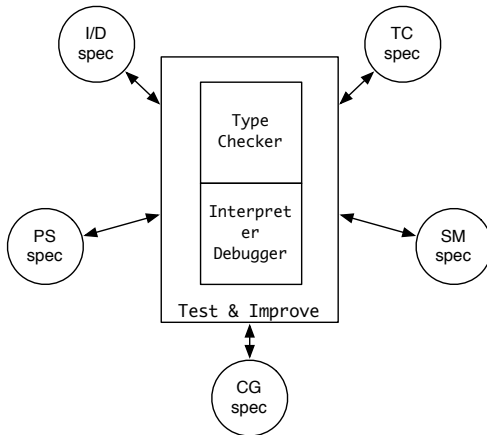 I/D
spec
TC
spec
Type
Checker
PS
spec
Interpret
er
Debugger
SM
spec
Test & Improve
CG
spec